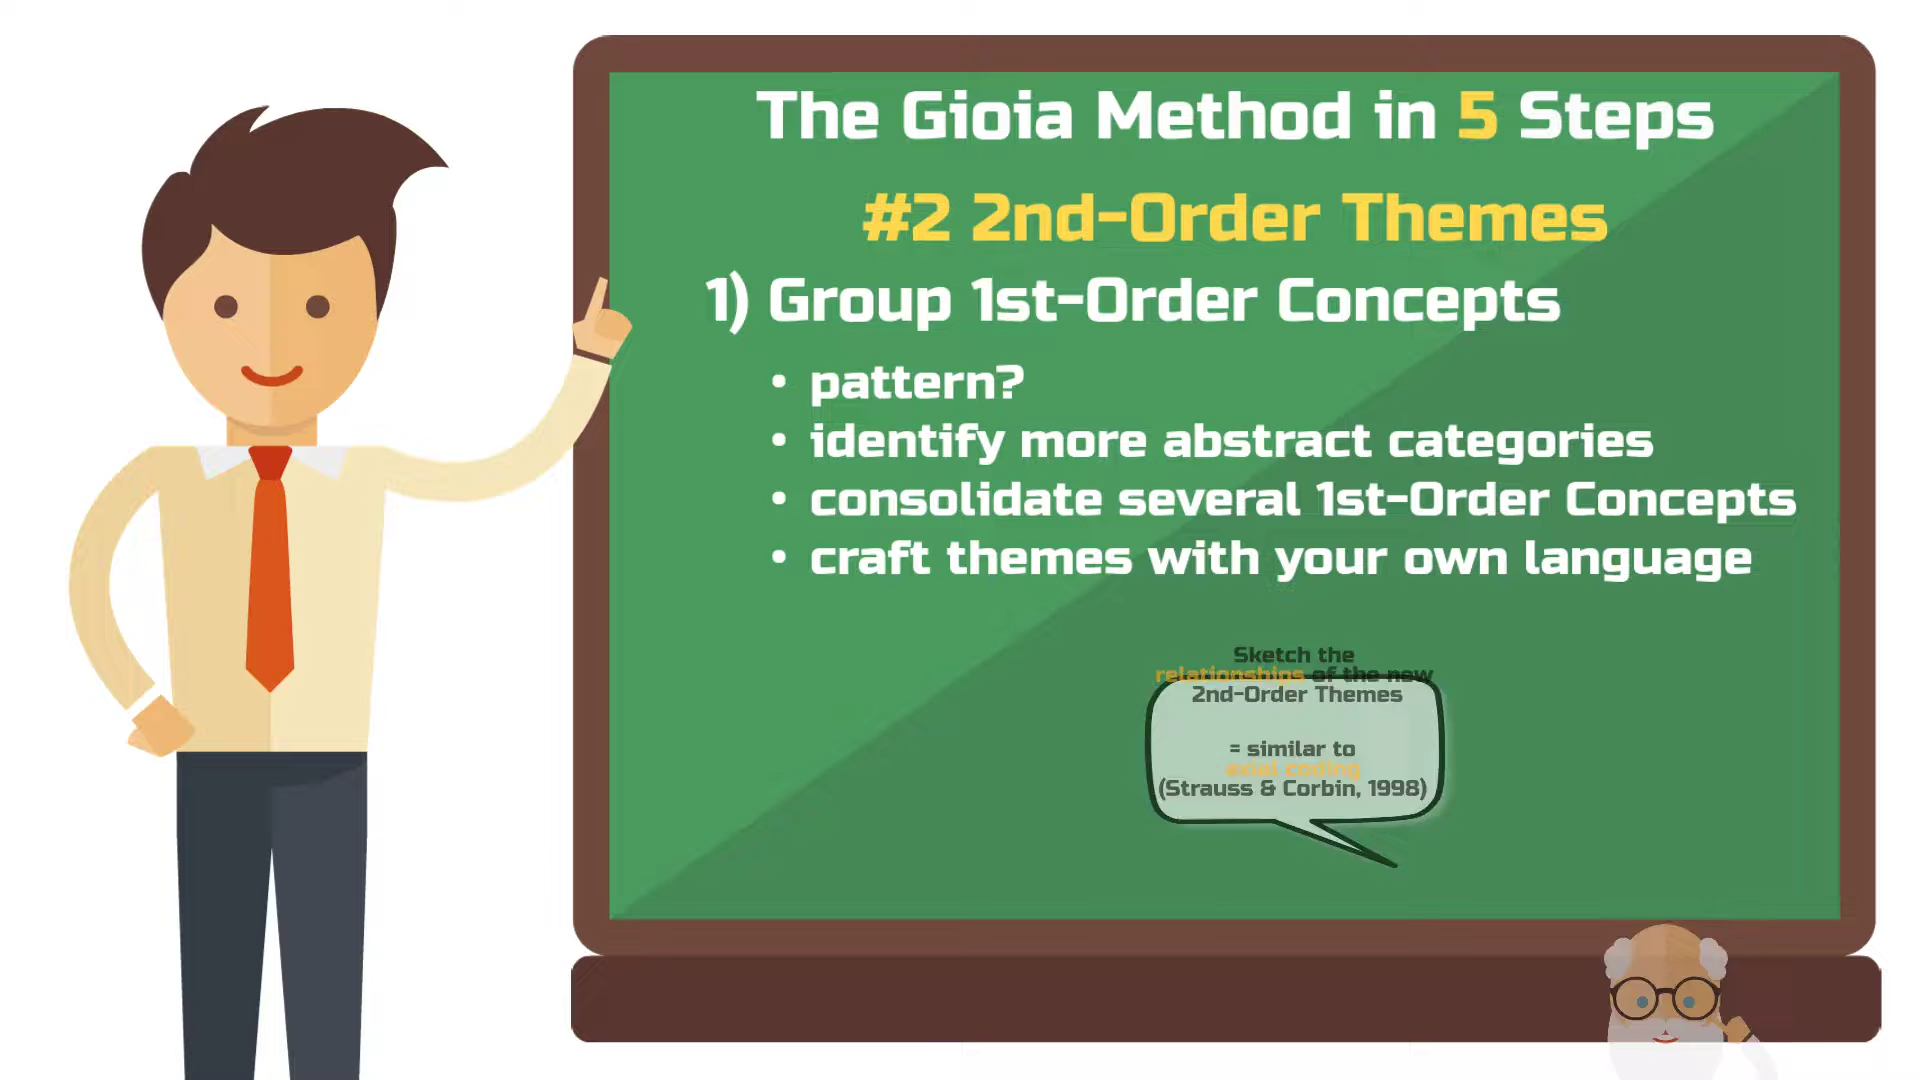 The Gioia Method in 5 Steps
#2 2nd-Order Themes
1) Group 1st-Order Concepts
• pattern?
• identify more abstract categories
• consolidate several 1st-Order Concepts
• craft themes with your own language
Sketch the
relationships of the new
2nd-Order Themes
= similar to
axial coding
(Strauss & Corbin, 1998)